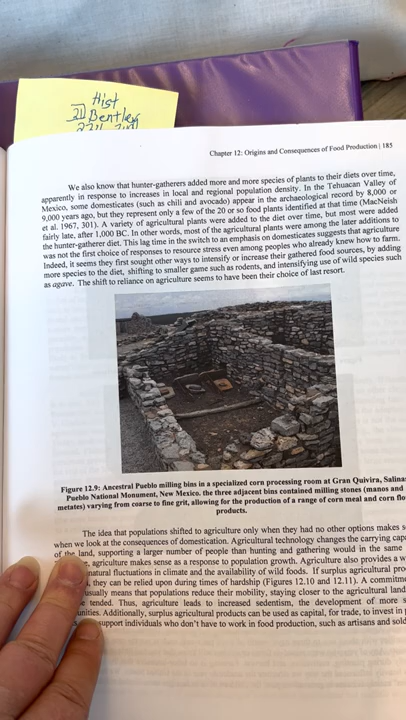 Hist
Bentley
Chapter 12: Origins and Consequences of Food Production | 185
We also know that hunter-gatherers added more and more species of plants to their diets over time,
apparently in response to increases in local and regional population density. In the Tehuacan Valley of
Mexico, some domesticates (such as chili and avocado) appear in the archaeological record by 8,000 or
9,000 years ago, but they represent only a few of the 20 or so food plants identified at that time (MacNeish
et al. 1967, 301). A variety of agricultural plants were added to the diet over time, but most were added
fairly late, after 1,000 BC. In other words, most of the agricultural plants were among the later additions to
the hunter-gatherer diet. This lag time in the switch to an emphasis on domesticates suggests that agriculture
was not the first choice of responses to resource stress even among peoples who already knew how to farm.
Indeed, it seems they first sought other ways to intensify or increase their gathered food sources, by adding
more species to the diet, shifting to smaller game such as rodents, and intensifying use of wild species such
as agave. The shift to reliance on agriculture seems to have been their choice of last resort.
Figure 12.9: Ancestral Pueblo milling bins in a specialized corn processing room at Gran Quivira, Salinas
Pueblo National Monument, New Mexico. the three adjacent bins contained milling stones (manos and
metates) varying from coarse to fine grit, allowing for the production of a range of corn meal and corn flo
products.
The idea that populations shifted to agriculture only when they had no other options makes s
when we look at the consequences of domestication. Agricultural technology changes the carrying capa
of the land, supporting a larger number of people than hunting and gathering would in the same
agriculture makes sense as a response to population growth. Agriculture also provides a w
natural fluctuations in climate and the availability of wild foods. If surplus agricultural pro
they can be relied upon during times of hardship (Figures 12.10 and 12.11). A commitme
usually means that populations reduce their mobility, staying closer to the agricultural land
tended. Thus, agriculture leads to increased sedentism, the development of more s
unities. Additionally, surplus agricultural products can be used as capital, for trade, to invest in p
support individuals who don't have to work in food production, such as artisans and sold